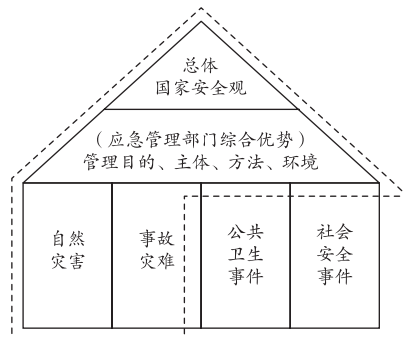 总体
国家安全观
（应急管理部门综合优势）
管理目的、主体、方法、环境
自然
灾害
事故
灾难
公共
卫生
事件
社会
安全
事件